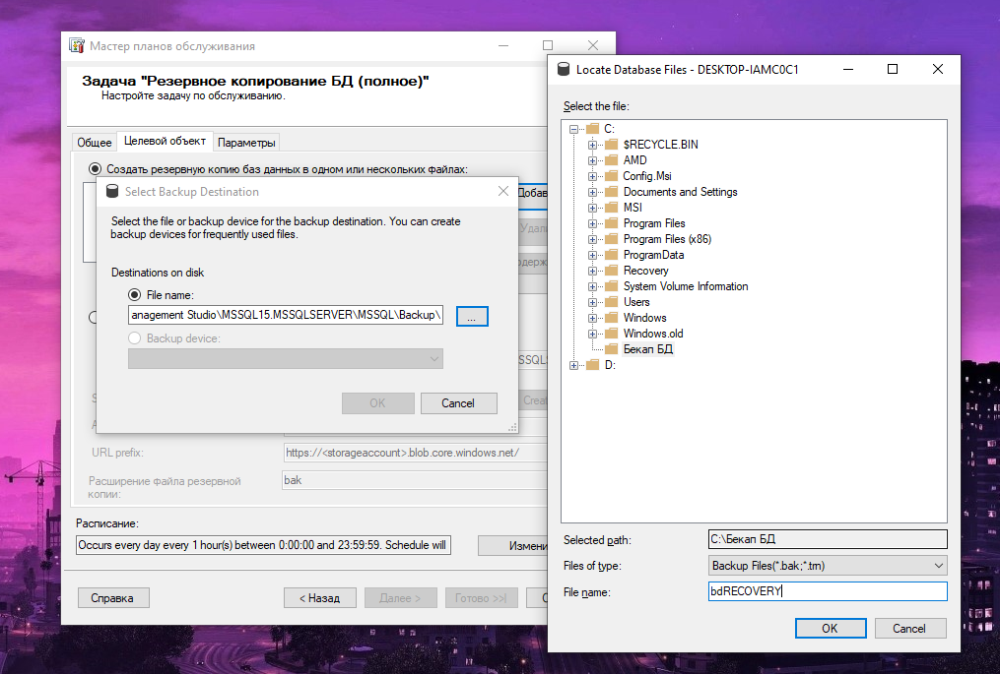 Мастер планов обслуживания
Задача "Резервное копирование БД (полное)"
Настройте задачу по обслуживанию.
Общее
Целевой объект
Параметры
Создать резервную копию баз данных в одном или нескольких файлах:
Select Backup Destination
Select the file or backup device for the backup destination. You can create
backup devices for frequently used files.
Destinations on disk
File name:
anagement Studio\MSSQL15.MSSQLSERVER\MSSQL\Backup\
...
Backup device:
OK
Cancel
URL prefix:
https://<storageaccount>.blob.core.windows.net/
Расширение файла резервной
копии:
bak
Расписание:
Occurs every day every 1 hour(s) between 0:00:00 and 23:59:59. Schedule will
Измени
Справка
< Назад
Далее >
Готово >>|
Locate Database Files - DESKTOP-IAMC0C1
Select the file:
C:
$RECYCLE.BIN
AMD
Config.Msi
Documents and Settings
MSI
Program Files
Program Files (x86)
ProgramData
Recovery
System Volume Information
Users
Windows
Windows.old
Бекап БД
D:
Selected path:
C:\Бекап БД
Files of type:
Backup Files(*.bak;*.trn)
File name:
bdRECOVERY
OK
Cancel